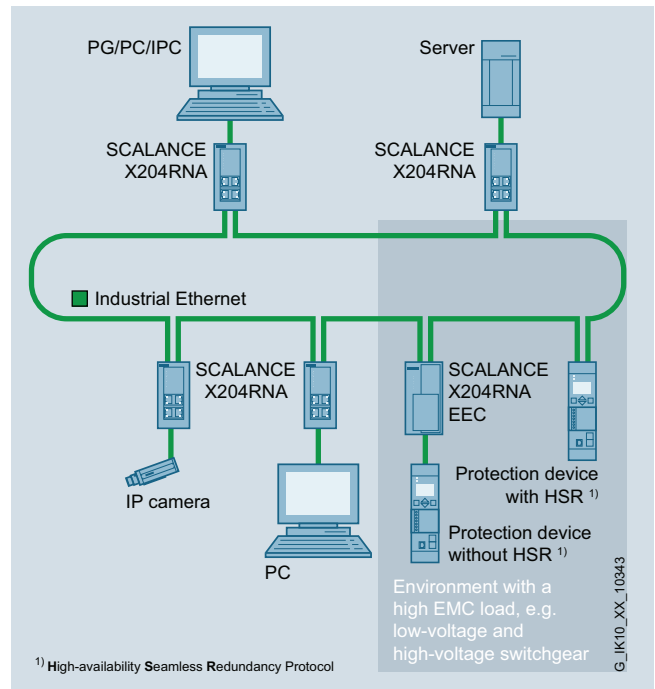 PG/PC/IPC
Server
SCALANCE
X204RNA
SCALANCE
X204RNA
Industrial Ethernet
SCALANCE
X204RNA
SCALANCE
X204RNA
EEC
IP camera
PC
Protection device
with HSR 1)
Protection device
without HSR 1)
Environment with a
high EMC load, e.g.
low-voltage and
high-voltage switchgear
G_IK10_XX_10343
1) High-availability Seamless Redundancy Protocol